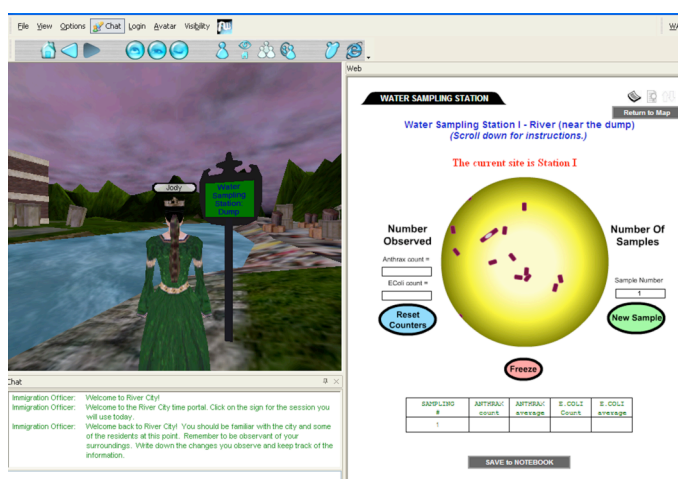 File View Options Chat Login Avatar Visibility
Web
WATER SAMPLING STATION
Return to Map
Water Sampling Station I - River (near the dump)
(Scroll down for instructions.)
The current site is Station I
Jody
Water
Sampling
Station:
Dump
Number
Observed
Anthrax count =
EColi count =
Reset
Counters
Number Of
Samples
Sample Number
1
New Sample
Freeze
SAMPLING # ANTHRAX count ANTHRAX average E.COLI Count E.COLI average
1
SAVE to NOTEBOOK
Chat
Immigration Officer: Welcome to River City!
Immigration Officer: Welcome to the River City time portal. Click on the sign for the session you
will use today.
Immigration Officer: Welcome back to River City! You should be familiar with the city and some
of the residents at this point. Remember to be observant of your
surroundings. Write down the changes you observe and keep track of the
information.